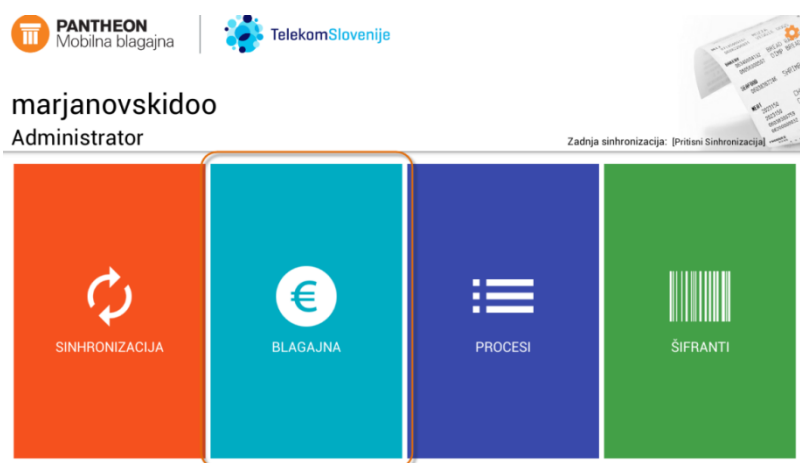 PANTHEON
Mobilna blagajna
TelekomSlovenije
marjanovskidoo
Administrator
Zadnja sinhronizacija: [Pritisni Sinhronizacija]
SINHRONIZACIJA
BLAGAJNA
PROCESI
ŠIFRANTI